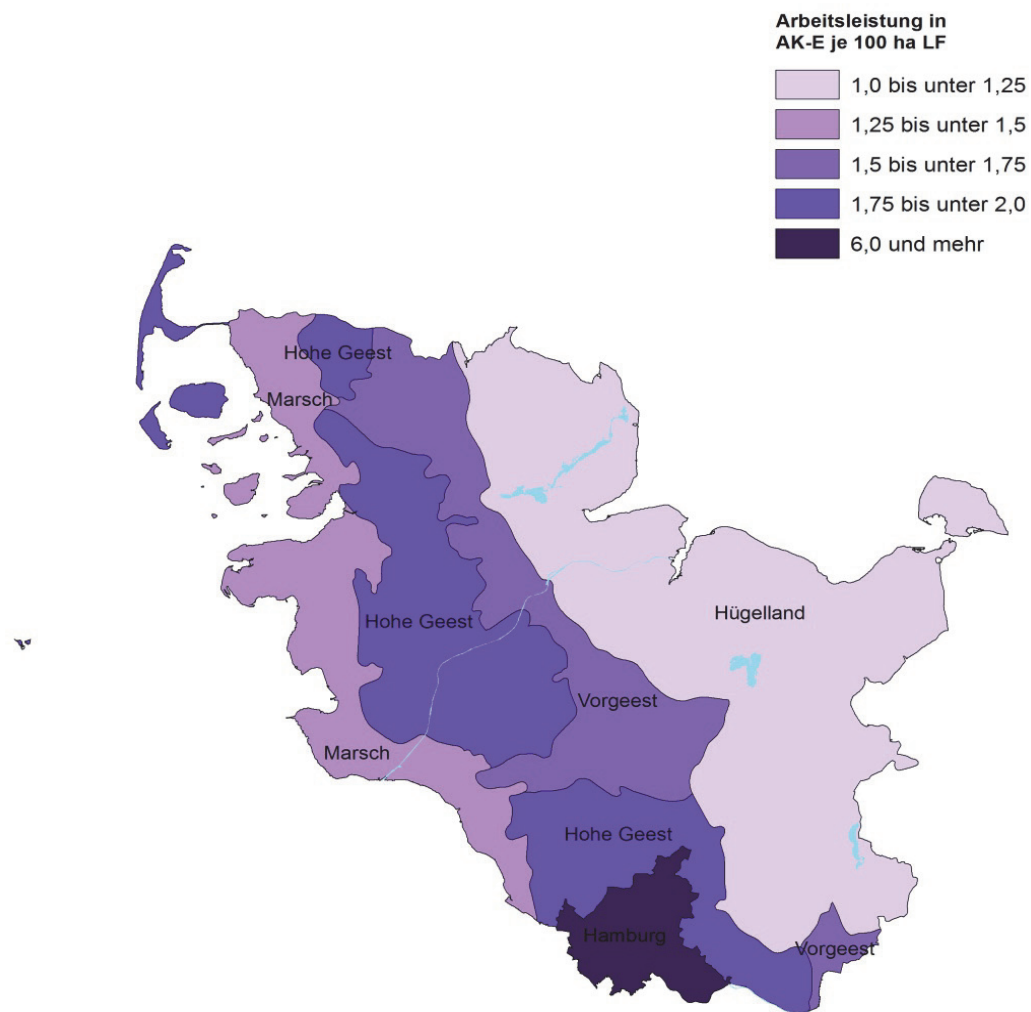 Arbeitsleistung in
AK-E je 100 ha LF
1,0 bis unter 1,25
1,25 bis unter 1,5
1,5 bis unter 1,75
1,75 bis unter 2,0
6,0 und mehr
Hohe Geest
Marsch
Hügelland
Hohe Geest
Vorgeest
Marsch
Hohe Geest
Hamburg
Vorgeest